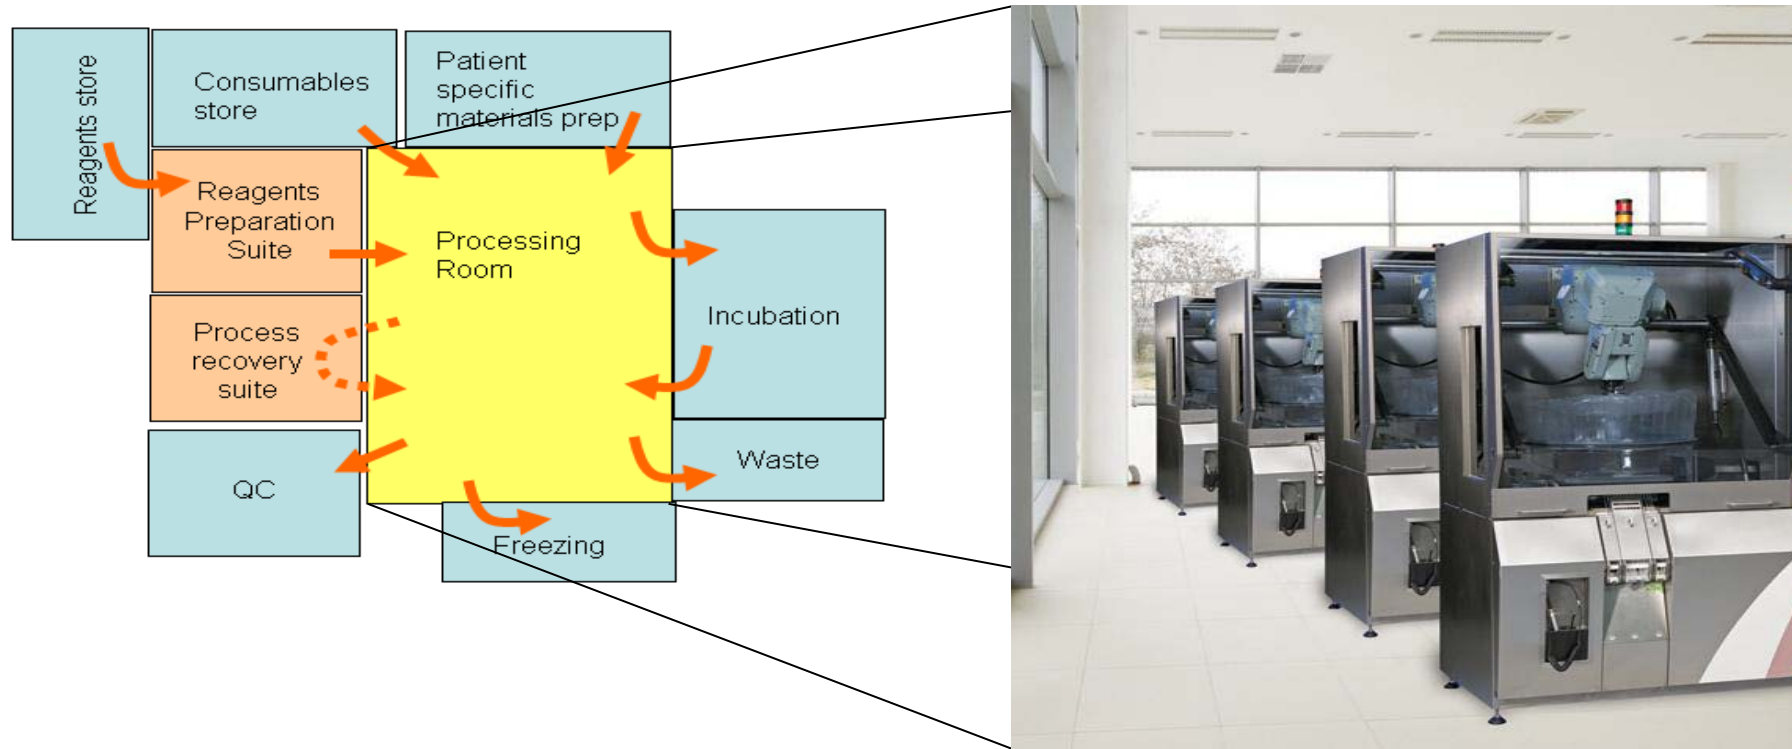 Reagents store
Consumables
store
Patient
specific
materials prep
Reagents
Preparation
Suite
Processing
Room
Process
recovery
suite
Incubation
Waste
QC
Freezing